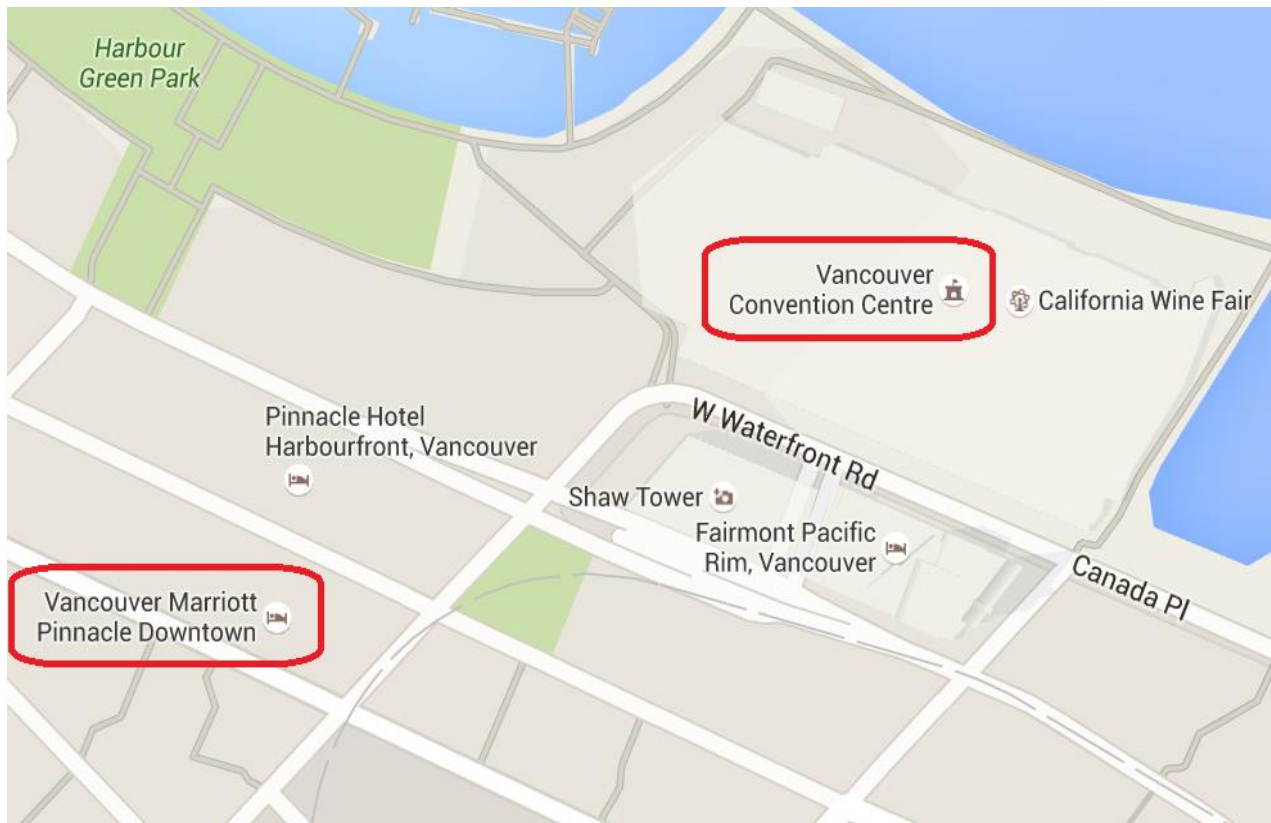 Harbour
Green Park
Vancouver
Convention Centre
California Wine Fair
Pinnacle Hotel
Harbourfront, Vancouver
W Waterfront Rd
Shaw Tower
Fairmont Pacific
Rim, Vancouver
Canada Pl
Vancouver Marriott
Pinnacle Downtown